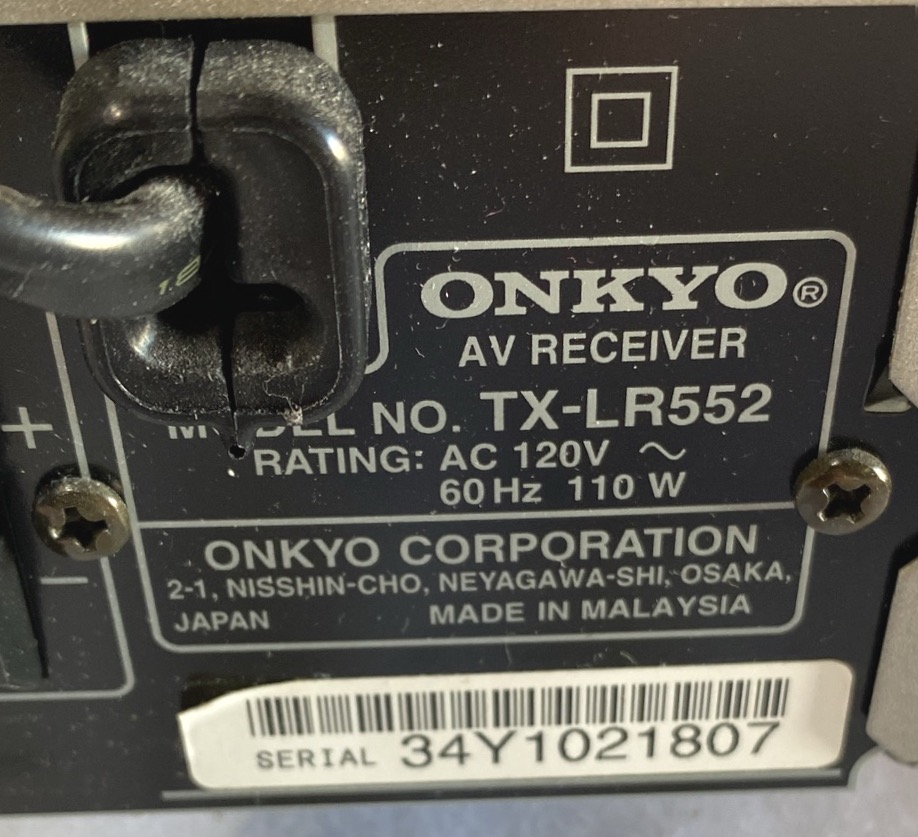 ONKYO®
AV RECEIVER
MODEL NO. TX-LR552
RATING: AC 120V ~
60 Hz 110 W
ONKYO CORPORATION
2-1, NISSHIN-CHO, NEYAGAWA-SHI, OSAKA,
JAPAN MADE IN MALAYSIA
SERIAL 34Y1021807
+
−